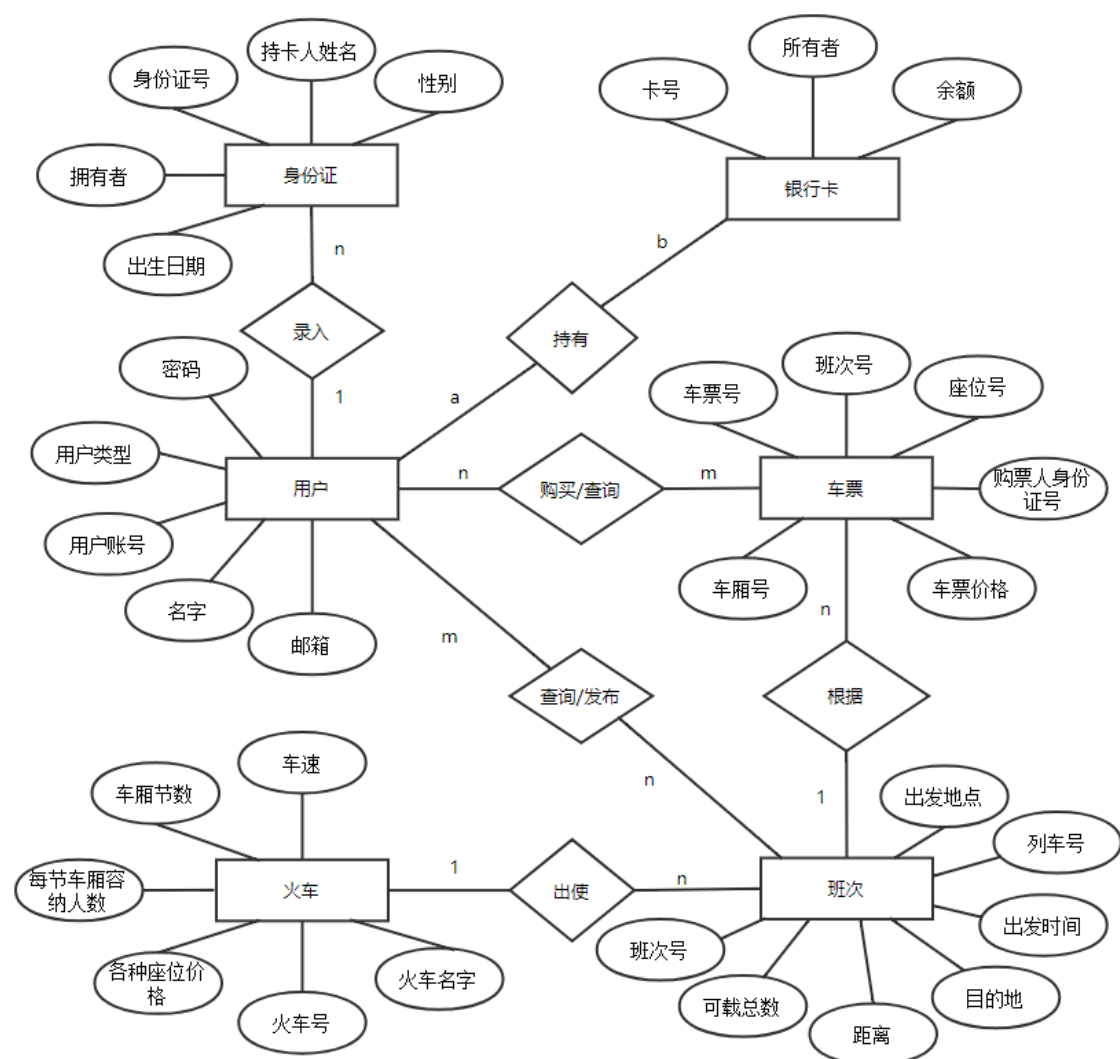 持卡人姓名
所有者
身份证号
性别
卡号
余额
拥有者
身份证
银行卡
出生日期
n
b
录入
持有
密码
班次号
1
a
车票号
座位号
用户类型
用户
n
购买/查询
m
车票
购票人身份
证号
用户账号
名字
邮箱
车厢号
车票价格
m
n
查询/发布
根据
车速
n
1
出发地点
车厢节数
列车号
每节车厢容
纳人数
火车
1
出使
n
班次
出发时间
班次号
各种座位价
格
火车号
火车名字
可载总数
距离
目的地